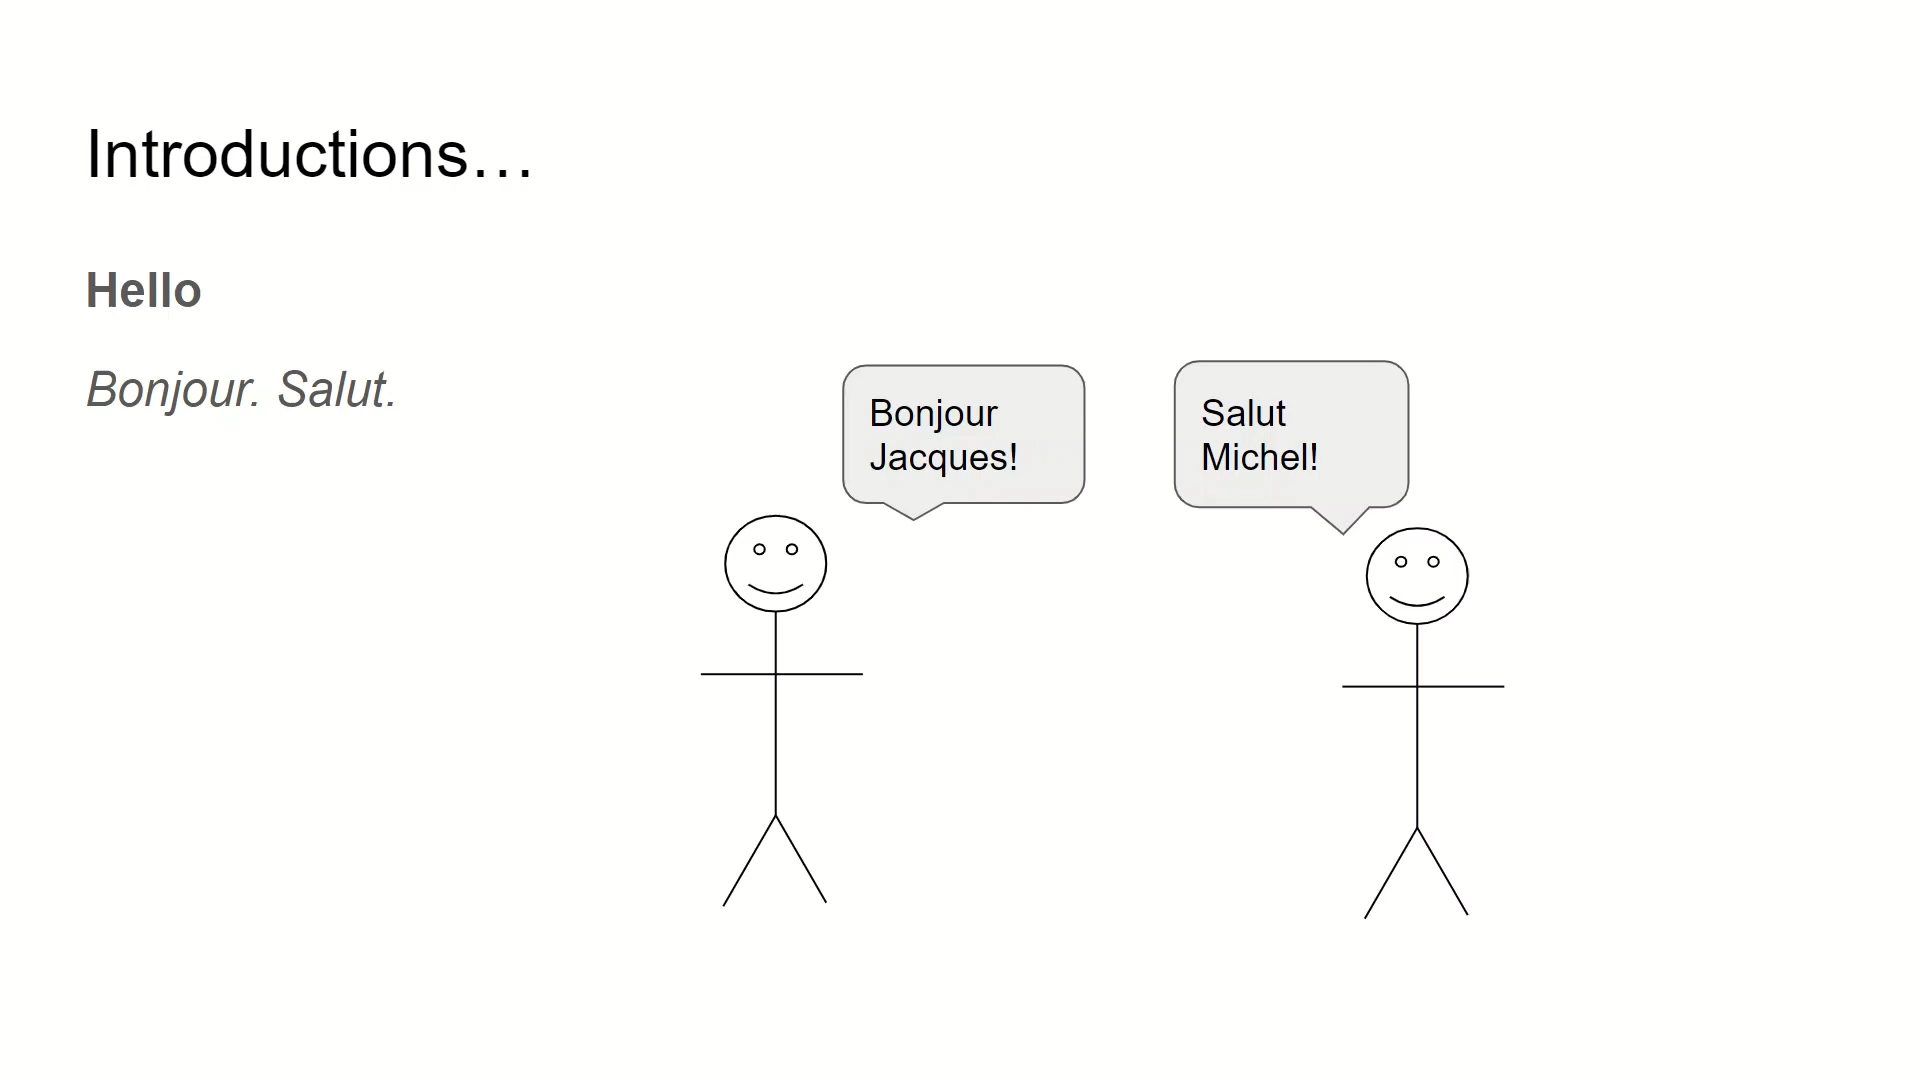 Introductions…
Hello
Bonjour. Salut.
Bonjour
Jacques!
Salut
Michel!